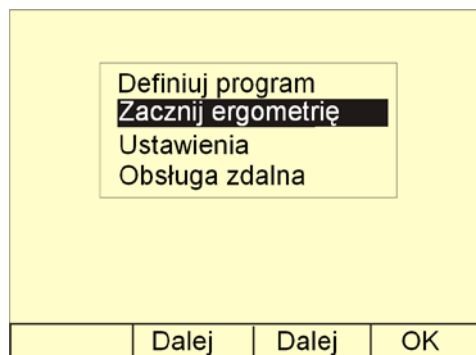 Definiuj program
Zacznij ergometrię
Ustawienia
Obsługa zdalna
Dalej Dalej OK